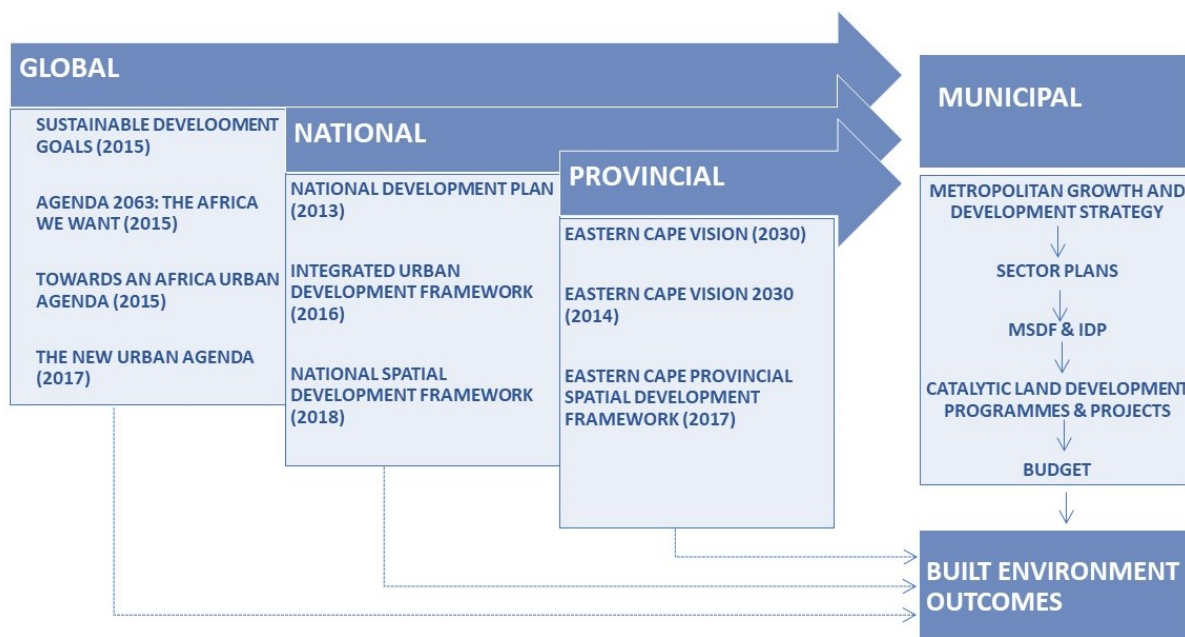 GLOBAL
SUSTAINABLE DEVELOOMENT
GOALS (2015)
AGENDA 2063: THE AFRICA
WE WANT (2015)
TOWARDS AN AFRICA URBAN
AGENDA (2015)
THE NEW URBAN AGENDA
(2017)
NATIONAL
NATIONAL DEVELOPMENT PLAN
(2013)
INTEGRATED URBAN
DEVELOPMENT FRAMEWORK
(2016)
NATIONAL SPATIAL
DEVELOPMENT FRAMEWORK
(2018)
PROVINCIAL
EASTERN CAPE VISION (2030)
EASTERN CAPE VISION 2030
(2014)
EASTERN CAPE PROVINCIAL
SPATIAL DEVELOPMENT
FRAMEWORK (2017)
MUNICIPAL
METROPOLITAN GROWTH AND
DEVELOPMENT STRATEGY
SECTOR PLANS
MSDF & IDP
CATALYTIC LAND DEVELOPMENT
PROGRAMMES & PROJECTS
BUDGET
BUILT ENVIRONMENT
OUTCOMES